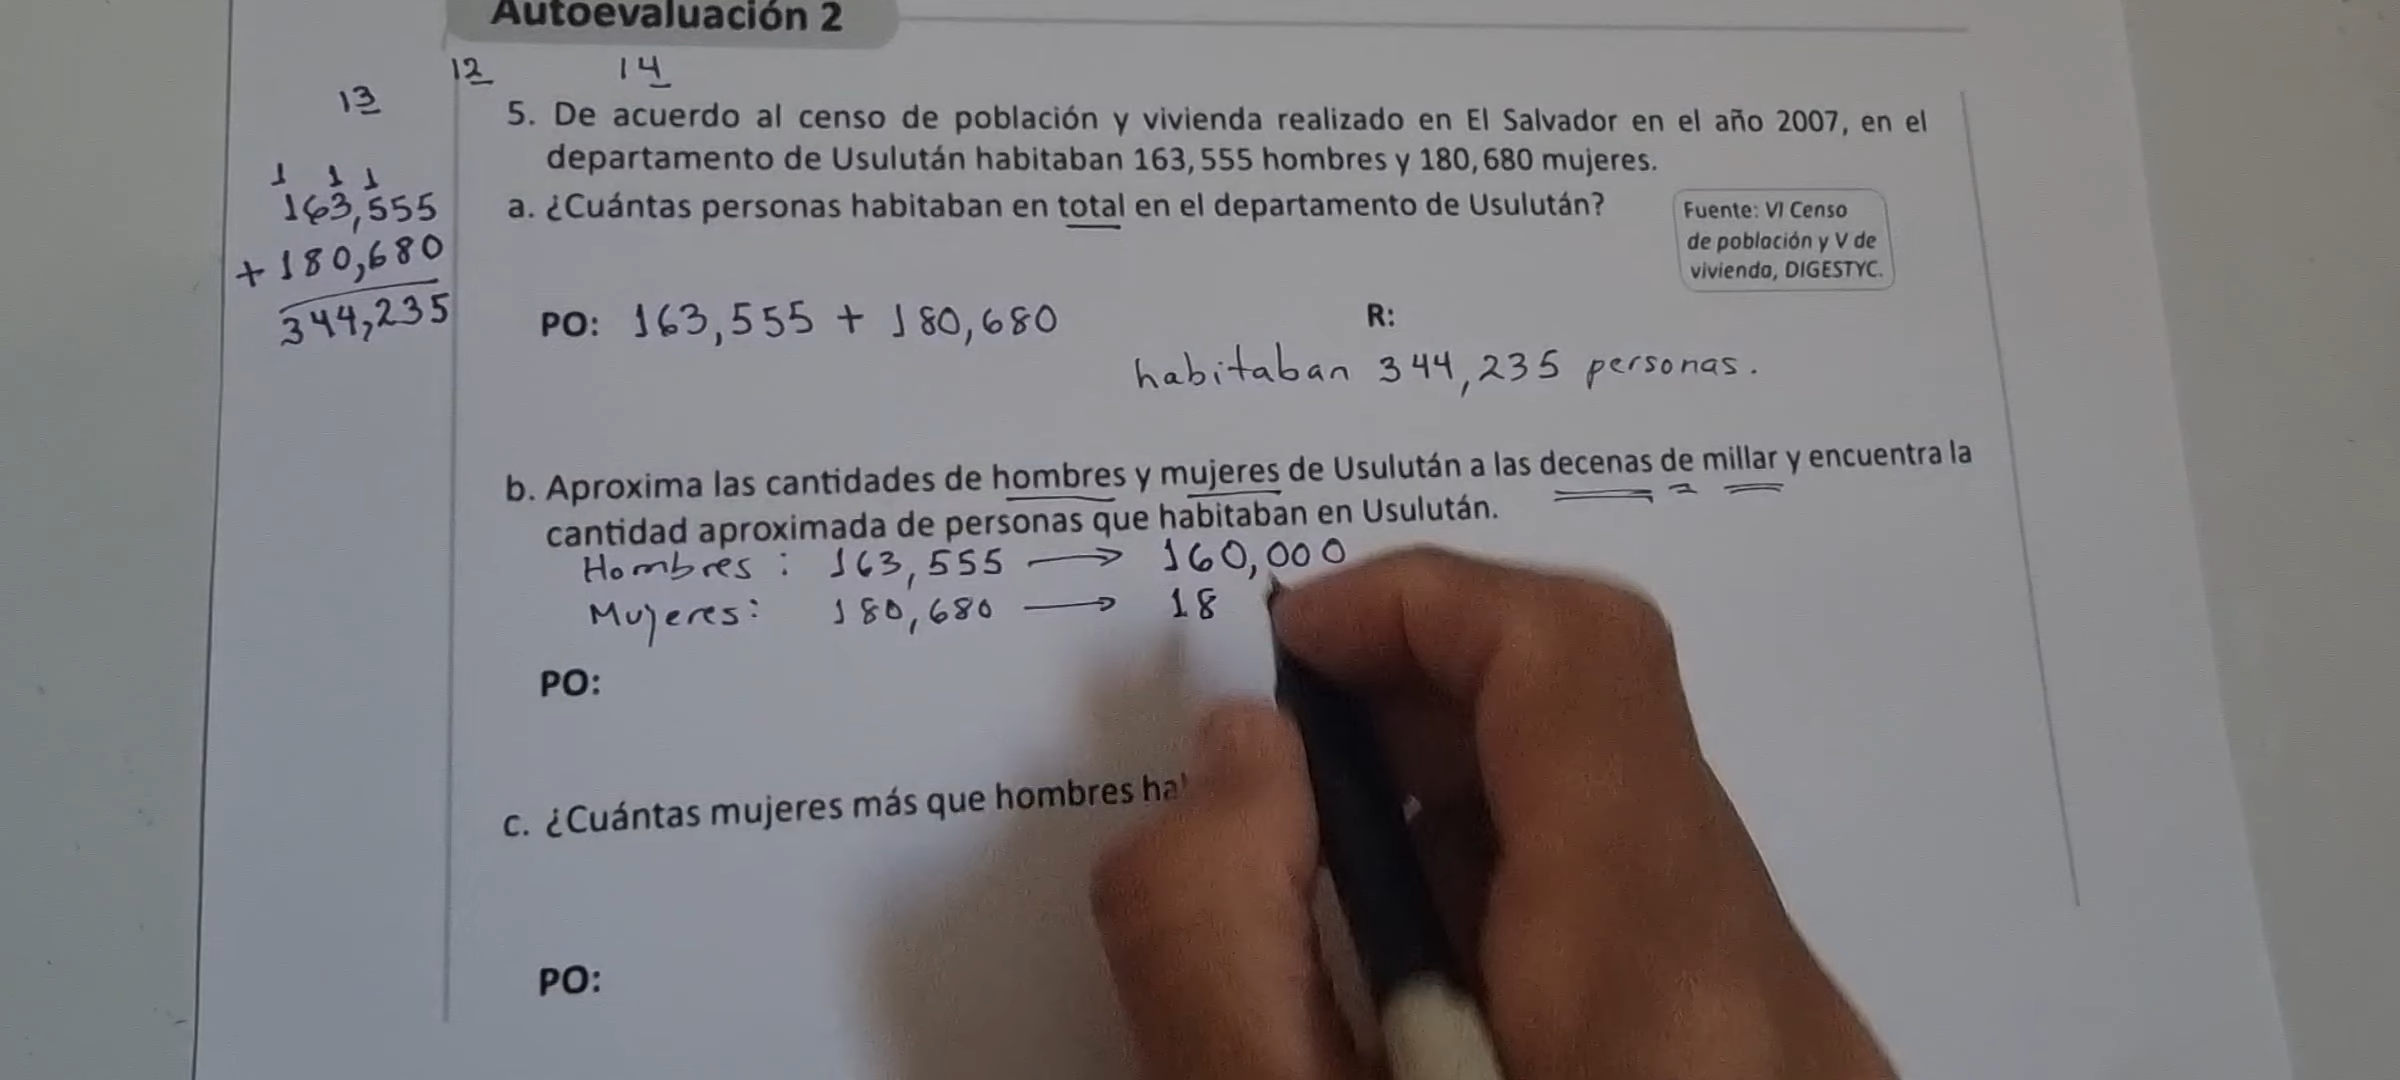 Autoevaluación 2
12 14
13
5. De acuerdo al censo de población y vivienda realizado en El Salvador en el año 2007, en el
departamento de Usulután habitaban 163,555 hombres y 180,680 mujeres.
a. ¿Cuántas personas habitaban en total en el departamento de Usulután?
Fuente: VI Censo
de población y V de
vivienda, DIGESTYC.
1 1 1
163,555
+ 180,680
344,235
PO: 163,555 + 180,680 R:
habitaban 344,235 personas.
b. Aproxima las cantidades de hombres y mujeres de Usulután a las decenas de millar y encuentra la
cantidad aproximada de personas que habitaban en Usulután.
Hombres : 163,555 → 160,000
Mujeres: 180,680 → 18
PO:
c. ¿Cuántas mujeres más que hombres
PO: